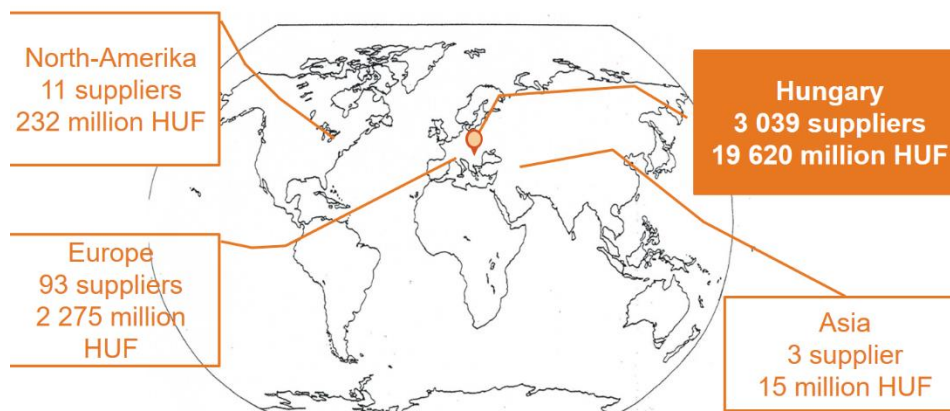 North-Amerika
11 suppliers
232 million HUF
Hungary
3 039 suppliers
19 620 million HUF
Europe
93 suppliers
2 275 million
HUF
Asia
3 supplier
15 million HUF